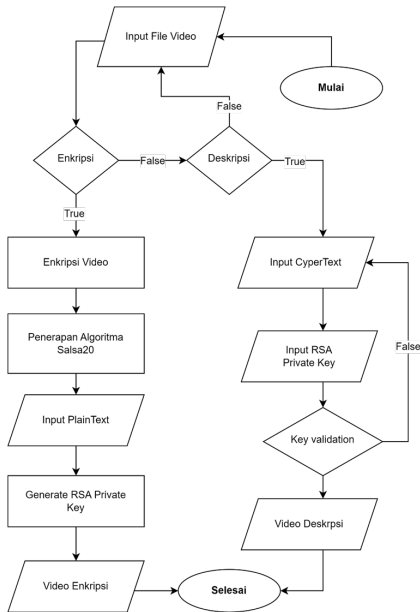 Input File Video
Mulai
False
Enkripsi
False
Deskripsi
True
True
Enkripsi Video
Input CyperText
Penerapan Algoritma
Salsa20
Input RSA
Private Key
False
Input PlainText
Key validation
Generate RSA Private
Key
Video Deskrpsi
Video Enkripsi
Selesai